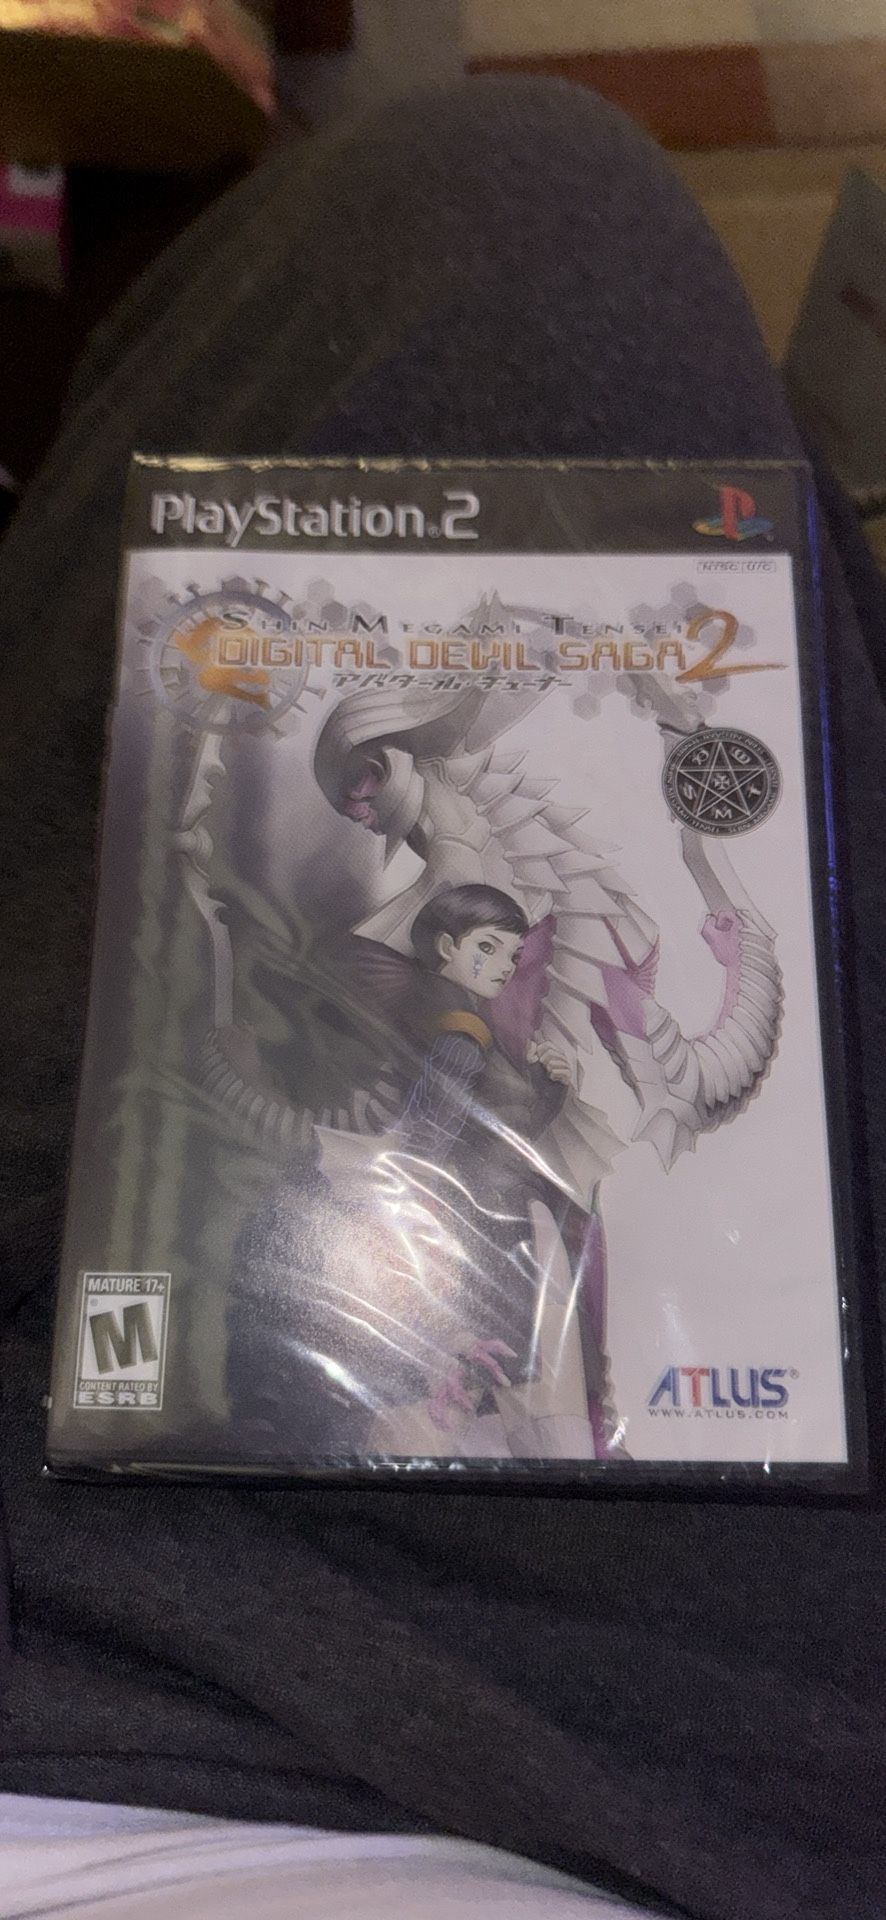 PlayStation®2
NTSC U/C
SHIN MEGAMI TENSEI
DIGITAL DEVIL SAGA 2
アバタール・チューナー
S M T
MATURE 17+
M
CONTENT RATED BY
ESRB
ATLUS®
WWW.ATLUS.COM